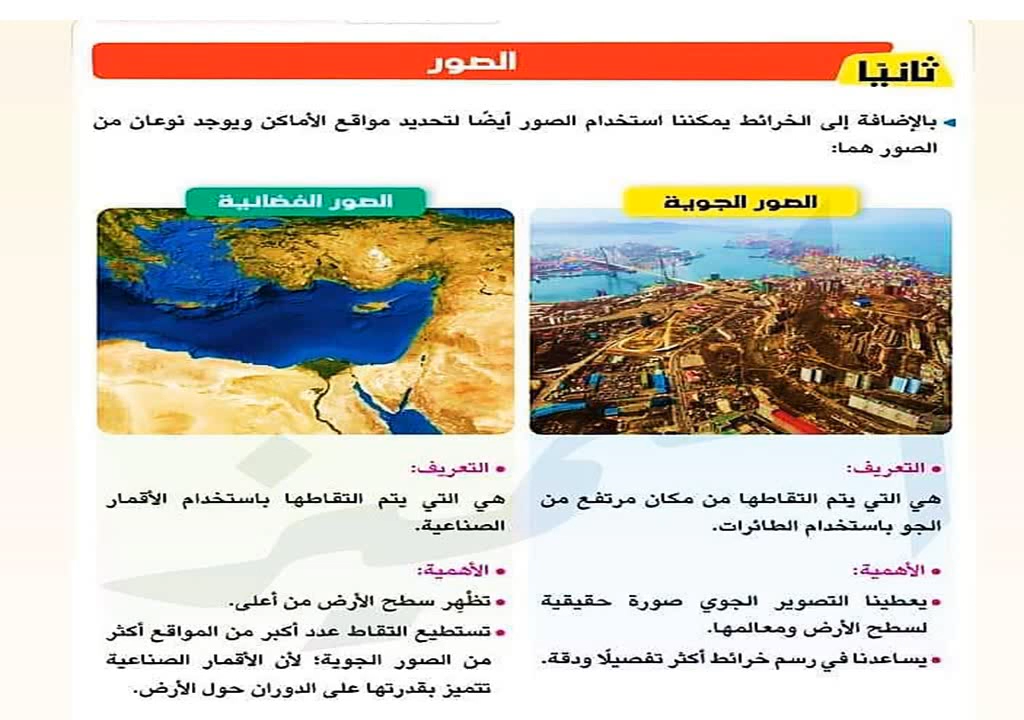 ثانيًا
الصور
بالإضافة إلى الخرائط يمكننا استخدام الصور أيضًا لتحديد مواقع الأماكن ويوجد نوعان من
الصور هما:
الصور الجوية
• التعريف:
هي التي يتم التقاطها من مكان مرتفع من
الجو باستخدام الطائرات.
• الأهمية:
• يعطينا التصوير الجوي صورة حقيقية
لسطح الأرض ومعالمها.
• يساعدنا في رسم خرائط أكثر تفصيلًا ودقة.
الصور الفضائية
• التعريف:
هي التي يتم التقاطها باستخدام الأقمار
الصناعية.
• الأهمية:
• تظْهِر سطح الأرض من أعلى.
• تستطيع التقاط عدد أكبر من المواقع أكثر
من الصور الجوية؛ لأن الأقمار الصناعية
تتميز بقدرتها على الدوران حول الأرض.